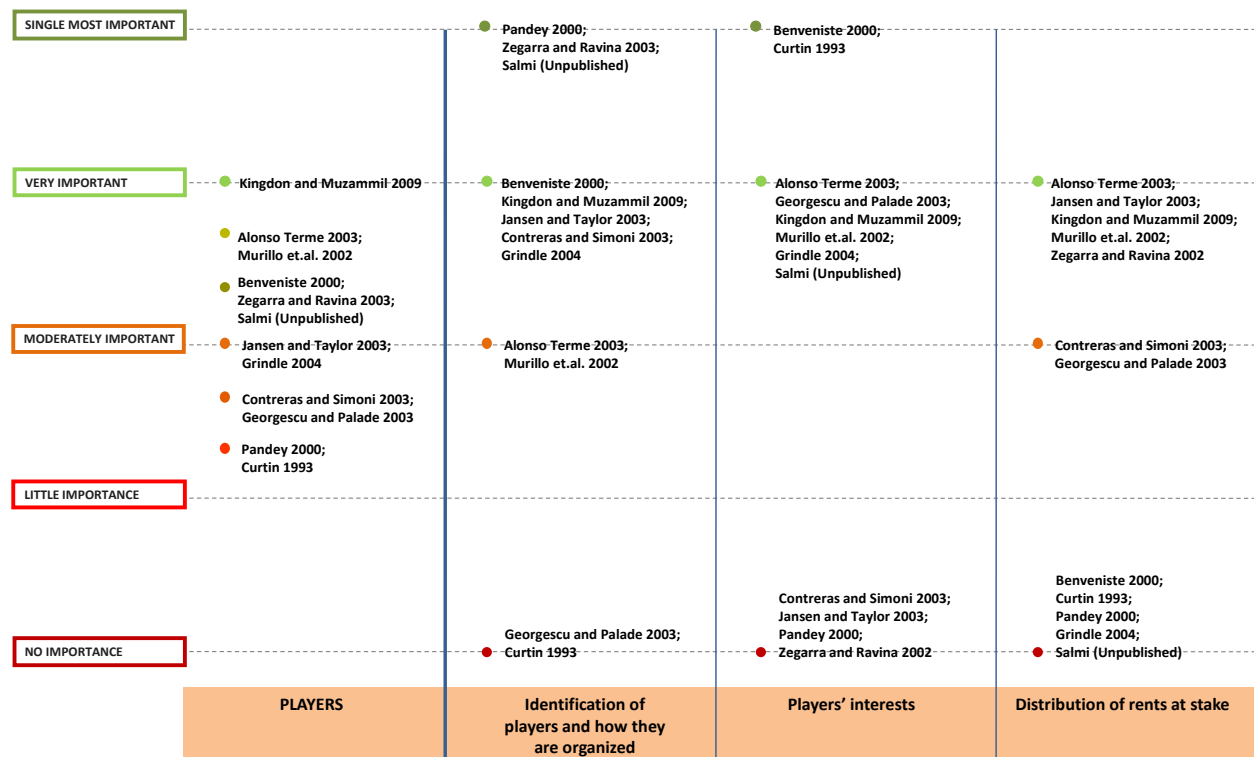 SINGLE MOST IMPORTANT
Pandey 2000;
Zegarra and Ravina 2003;
Salmi (Unpublished)
Benveniste 2000;
Curtin 1993
VERY IMPORTANT
Kingdon and Muzammil 2009
Alonso Terme 2003;
Murillo et.al. 2002
Benveniste 2000;
Zegarra and Ravina 2003;
Salmi (Unpublished)
Benveniste 2000;
Kingdon and Muzammil 2009;
Jansen and Taylor 2003;
Contreras and Simoni 2003;
Grindle 2004
Alonso Terme 2003;
Georgescu and Palade 2003;
Kingdon and Muzammil 2009;
Murillo et.al. 2002;
Grindle 2004;
Salmi (Unpublished)
Alonso Terme 2003;
Jansen and Taylor 2003;
Kingdon and Muzammil 2009;
Murillo et.al. 2002;
Zegarra and Ravina 2002
MODERATELY IMPORTANT
Jansen and Taylor 2003;
Grindle 2004
Contreras and Simoni 2003;
Georgescu and Palade 2003
Pandey 2000;
Curtin 1993
Alonso Terme 2003;
Murillo et.al. 2002
Contreras and Simoni 2003;
Georgescu and Palade 2003
LITTLE IMPORTANCE
NO IMPORTANCE
Georgescu and Palade 2003;
Curtin 1993
Contreras and Simoni 2003;
Jansen and Taylor 2003;
Pandey 2000;
Zegarra and Ravina 2002
Benveniste 2000;
Curtin 1993;
Pandey 2000;
Grindle 2004;
Salmi (Unpublished)
PLAYERS
Identification of
players and how they
are organized
Players' interests
Distribution of rents at stake